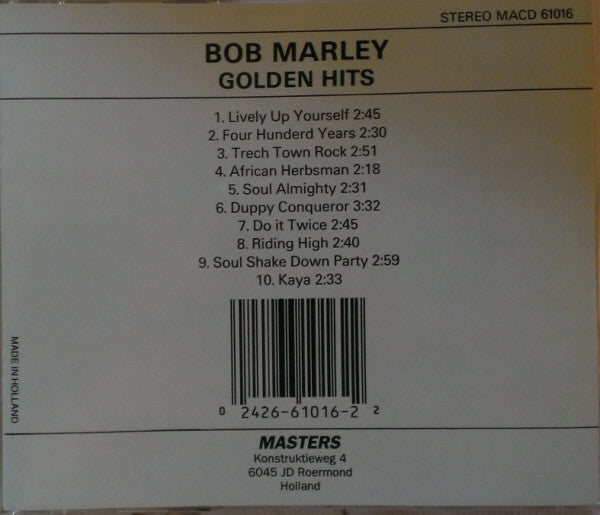 STEREO MACD 61016
BOB MARLEY
GOLDEN HITS
1. Lively Up Yourself 2:45
2. Four Hunderd Years 2:30
3. Trech Town Rock 2:51
4. African Herbsman 2:18
5. Soul Almighty 2:31
6. Duppy Conqueror 3:32
7. Do it Twice 2:45
8. Riding High 2:40
9. Soul Shake Down Party 2:59
10. Kaya 2:33
MADE IN HOLLAND
0 2426-61016-2 2
MASTERS
Konstruktieweg 4
6045 JD Roermond
Holland